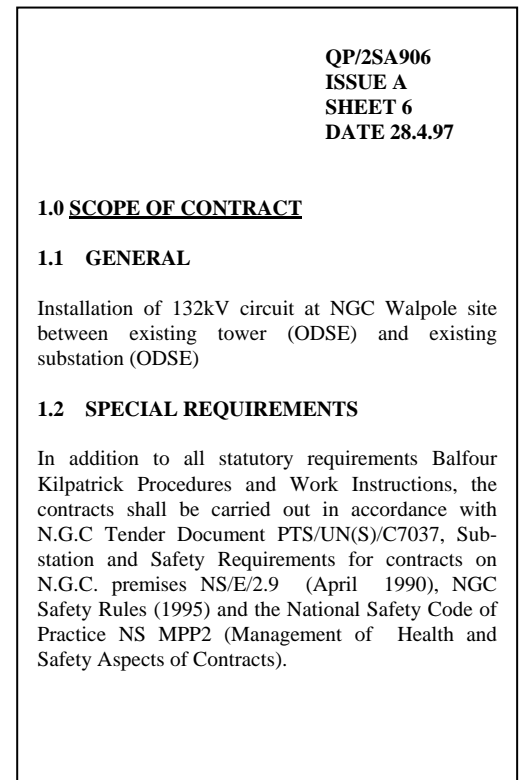 QP/2SA906
ISSUE A
SHEET 6
DATE 28.4.97
1.0 SCOPE OF CONTRACT
1.1 GENERAL
Installation of 132kV circuit at NGC Walpole site
between existing tower (ODSE) and existing
substation (ODSE)
1.2 SPECIAL REQUIREMENTS
In addition to all statutory requirements Balfour
Kilpatrick Procedures and Work Instructions, the
contracts shall be carried out in accordance with
N.G.C Tender Document PTS/UN(S)/C7037, Sub-
station and Safety Requirements for contracts on
N.G.C. premises NS/E/2.9 (April 1990), NGC
Safety Rules (1995) and the National Safety Code of
Practice NS MPP2 (Management of Health and
Safety Aspects of Contracts).